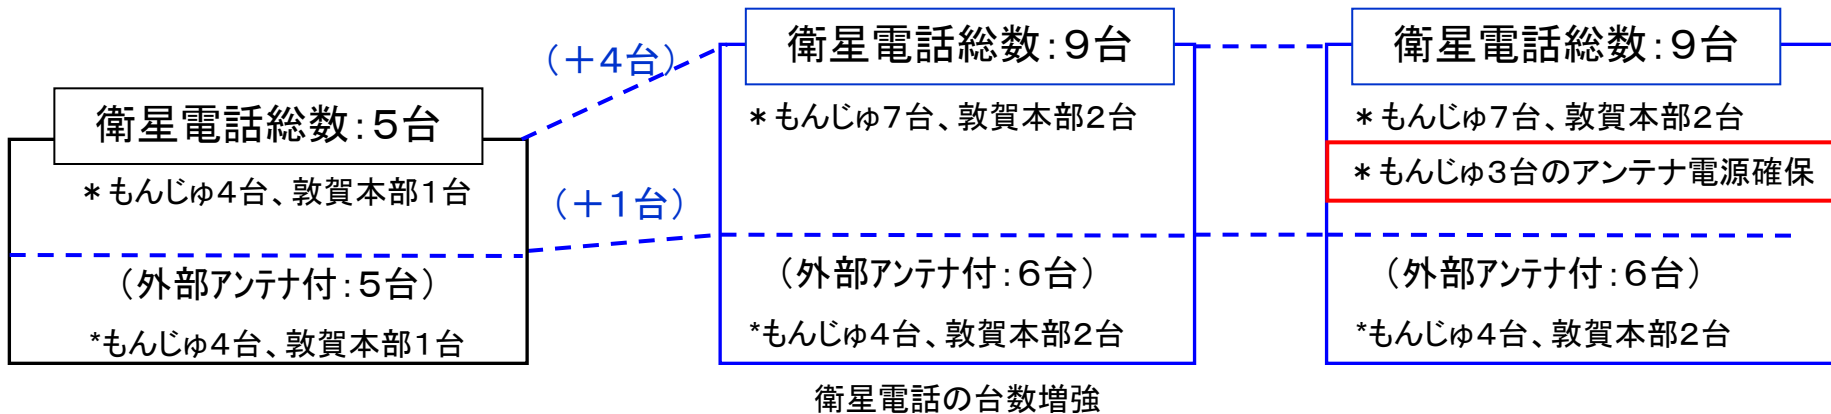 衛星電話総数：5台
＊もんじゅ4台、敦賀本部1台
（外部アンテナ付：5台）
*もんじゅ4台、敦賀本部1台
（＋4台）
（＋1台）
衛星電話総数：9台
＊もんじゅ7台、敦賀本部2台
（外部アンテナ付：6台）
*もんじゅ4台、敦賀本部2台
衛星電話総数：9台
＊もんじゅ7台、敦賀本部2台
＊もんじゅ3台のアンテナ電源確保
（外部アンテナ付：6台）
*もんじゅ4台、敦賀本部2台
衛星電話の台数増強